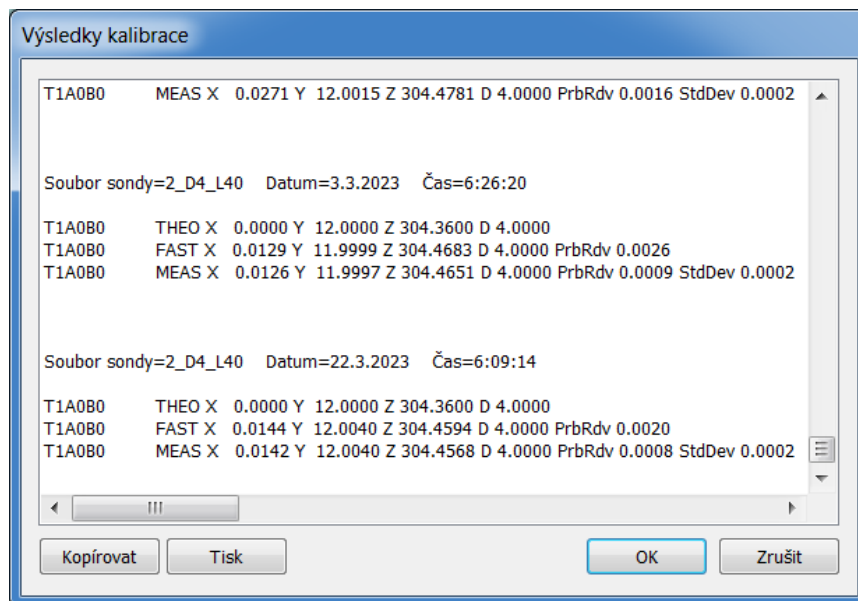 Výsledky kalibrace
T1A0B0 MEAS X 0.0271 Y 12.0015 Z 304.4781 D 4.0000 PrbRdv 0.0016 StdDev 0.0002
Soubor sondy=2_D4_L40 Datum=3.3.2023 Čas=6:26:20
T1A0B0 THEO X 0.0000 Y 12.0000 Z 304.3600 D 4.0000
T1A0B0 FAST X 0.0129 Y 11.9999 Z 304.4683 D 4.0000 PrbRdv 0.0026
T1A0B0 MEAS X 0.0126 Y 11.9997 Z 304.4651 D 4.0000 PrbRdv 0.0009 StdDev 0.0002
Soubor sondy=2_D4_L40 Datum=22.3.2023 Čas=6:09:14
T1A0B0 THEO X 0.0000 Y 12.0000 Z 304.3600 D 4.0000
T1A0B0 FAST X 0.0144 Y 12.0040 Z 304.4594 D 4.0000 PrbRdv 0.0020
T1A0B0 MEAS X 0.0142 Y 12.0040 Z 304.4568 D 4.0000 PrbRdv 0.0008 StdDev 0.0002
Kopírovat Tisk OK Zrušit